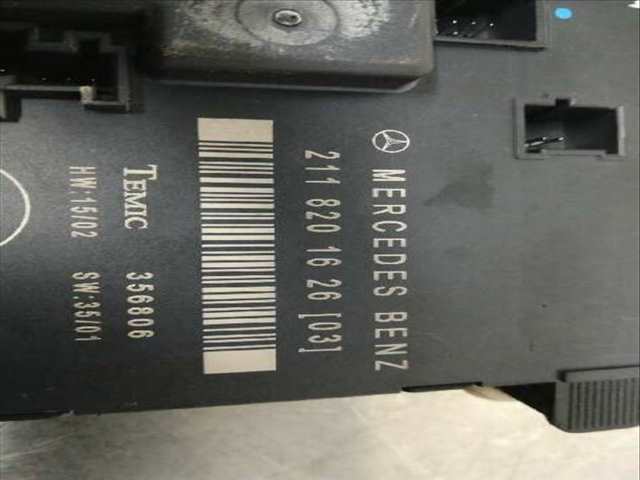 MERCEDES BENZ
211 820 16 26 [03]
TEMIC 356806
HW:15/02 SW:35/01